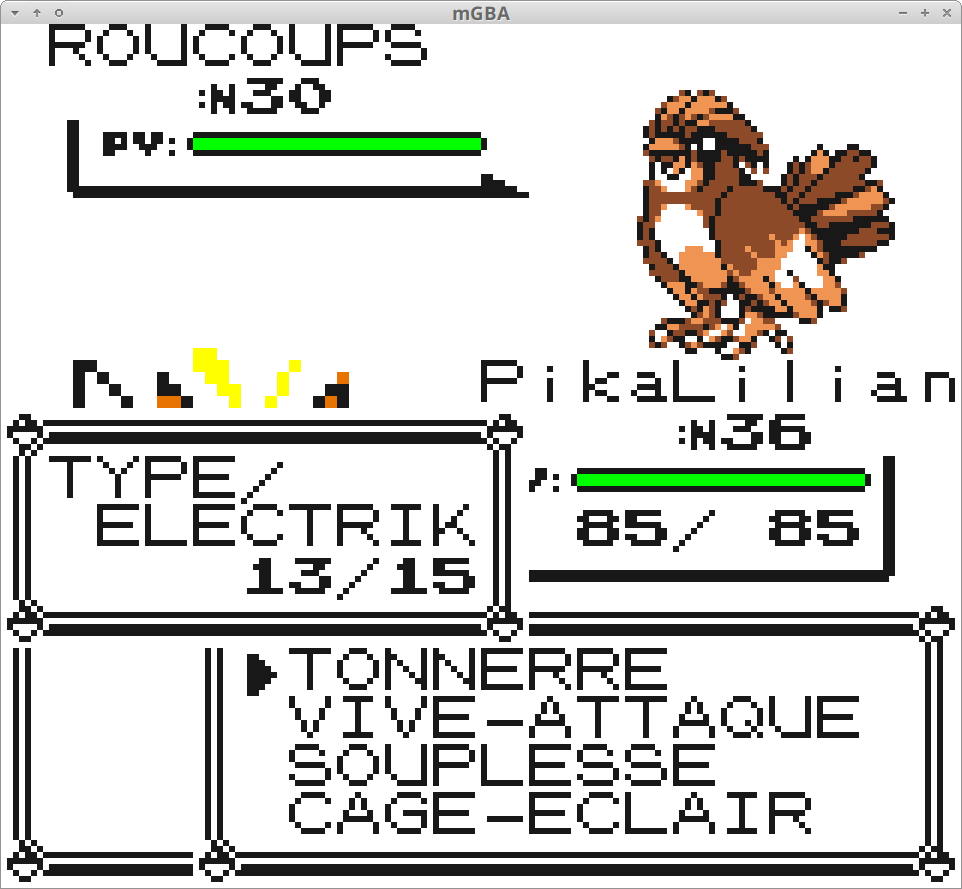 mGBA
ROUCOUPS
:N30
PV:
PikaLilian
:N36
85/ 85
TYPE/
ELECTRIK
13/15
TONNERRE
VIVE-ATTAQUE
SOUPLESSE
CAGE-ECLAIR